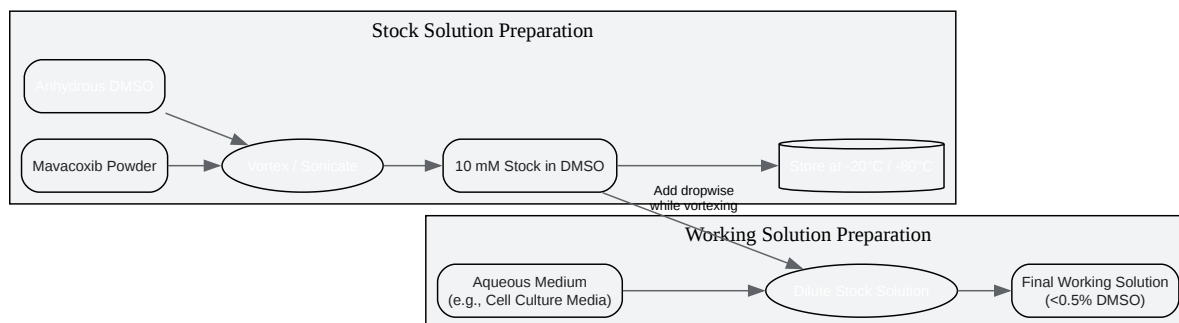 Stock Solution Preparation
Anhydrous DMSO
Mavacoxib Powder
Vortex / Sonicate
10 mM Stock in DMSO
Store at -20°C / -80°C
Add dropwise
while vortexing
Working Solution Preparation
Aqueous Medium
(e.g., Cell Culture Media)
Dilute Stock Solution
Final Working Solution
(<0.5% DMSO)